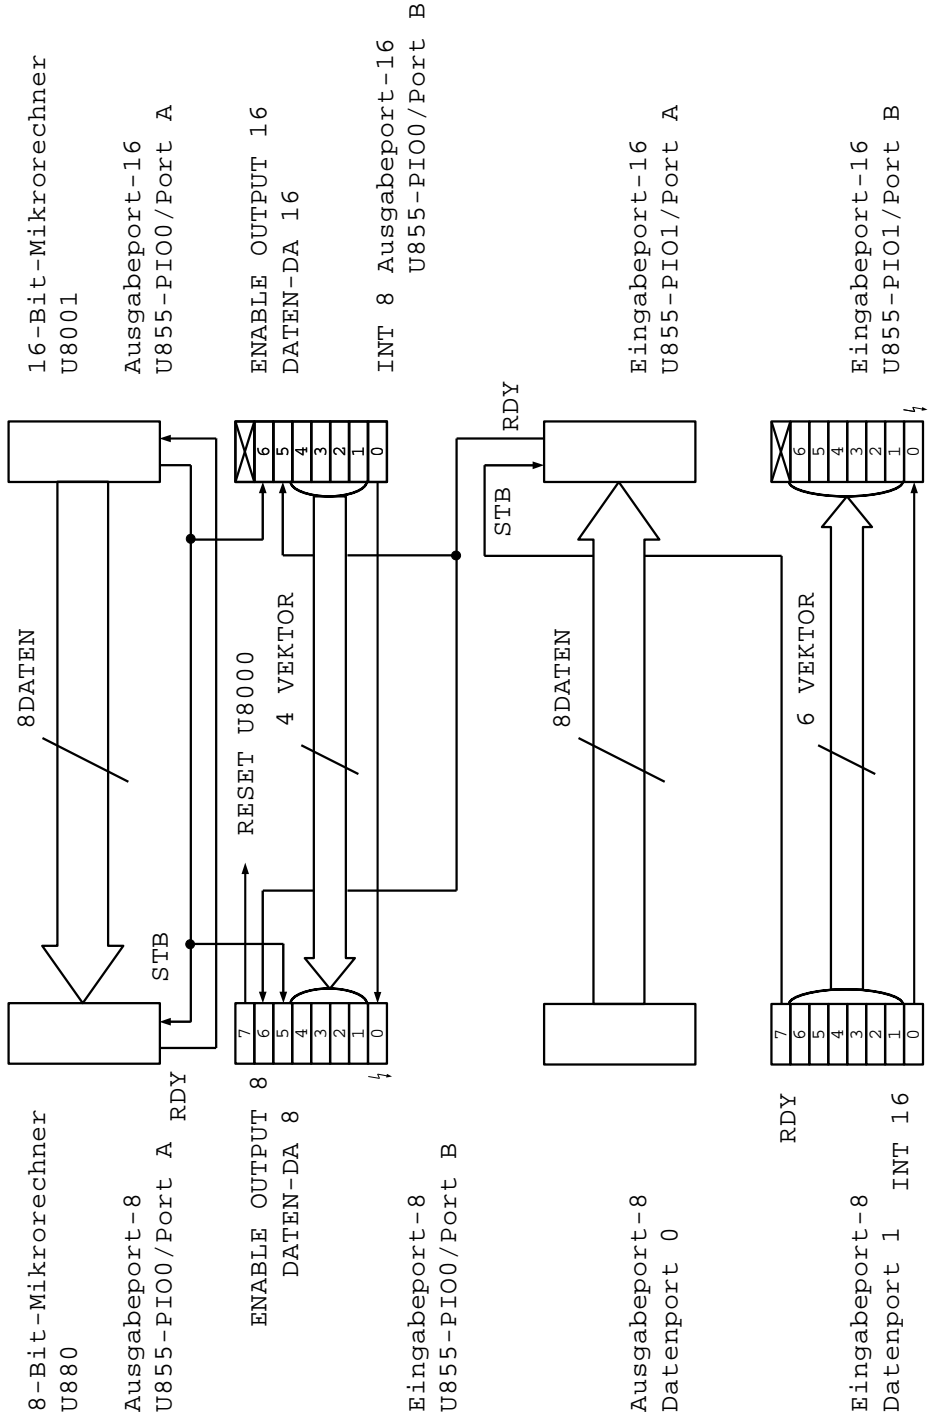 8-Bit-Mikrorechner
U880
16-Bit-Mikrorechner
U8001
Ausgabeport-8
U855-PIO0/Port A
RDY
STB
8DATEN
Ausgabeport-16
U855-PIO0/Port A
ENABLE OUTPUT 8
DATEN-DA 8
7
6
5
4
3
2
1
0
RESET U8000
4 VEKTOR
6
5
4
3
2
1
0
ENABLE OUTPUT 16
DATEN-DA 16
INT 8 Ausgabeport-16
U855-PIO0/Port B
Eingabeport-8
U855-PIO0/Port B
Ausgabeport-8
Datenport 0
8DATEN
STB
RDY
Eingabeport-16
U855-PIO1/Port A
RDY
Eingabeport-8
Datenport 1
INT 16
7
6
5
4
3
2
1
0
6 VEKTOR
6
5
4
3
2
1
0
Eingabeport-16
U855-PIO1/Port B